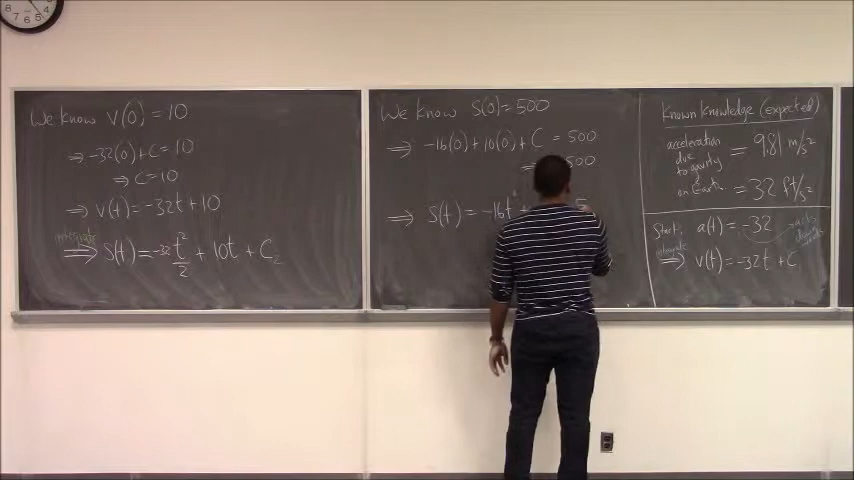 We know v(0) = 10
⇒ -32(0) + C = 10
⇒ C = 10
⇒ v(t) = -32t + 10
integrate
⇒ S(t) = -32 t²/2 + 10t + C₂
We know S(0) = 500
⇒ -16(0) + 10(0) + C = 500
500
⇒ S(t) = -16t
5
Known knowledge (expected)
acceleration due to gravity on Earth
= 9.81 m/s²
= 32 ft/s²
Start: a(t) = -32 → acts
integrate
⇒ v(t) = -32t + C